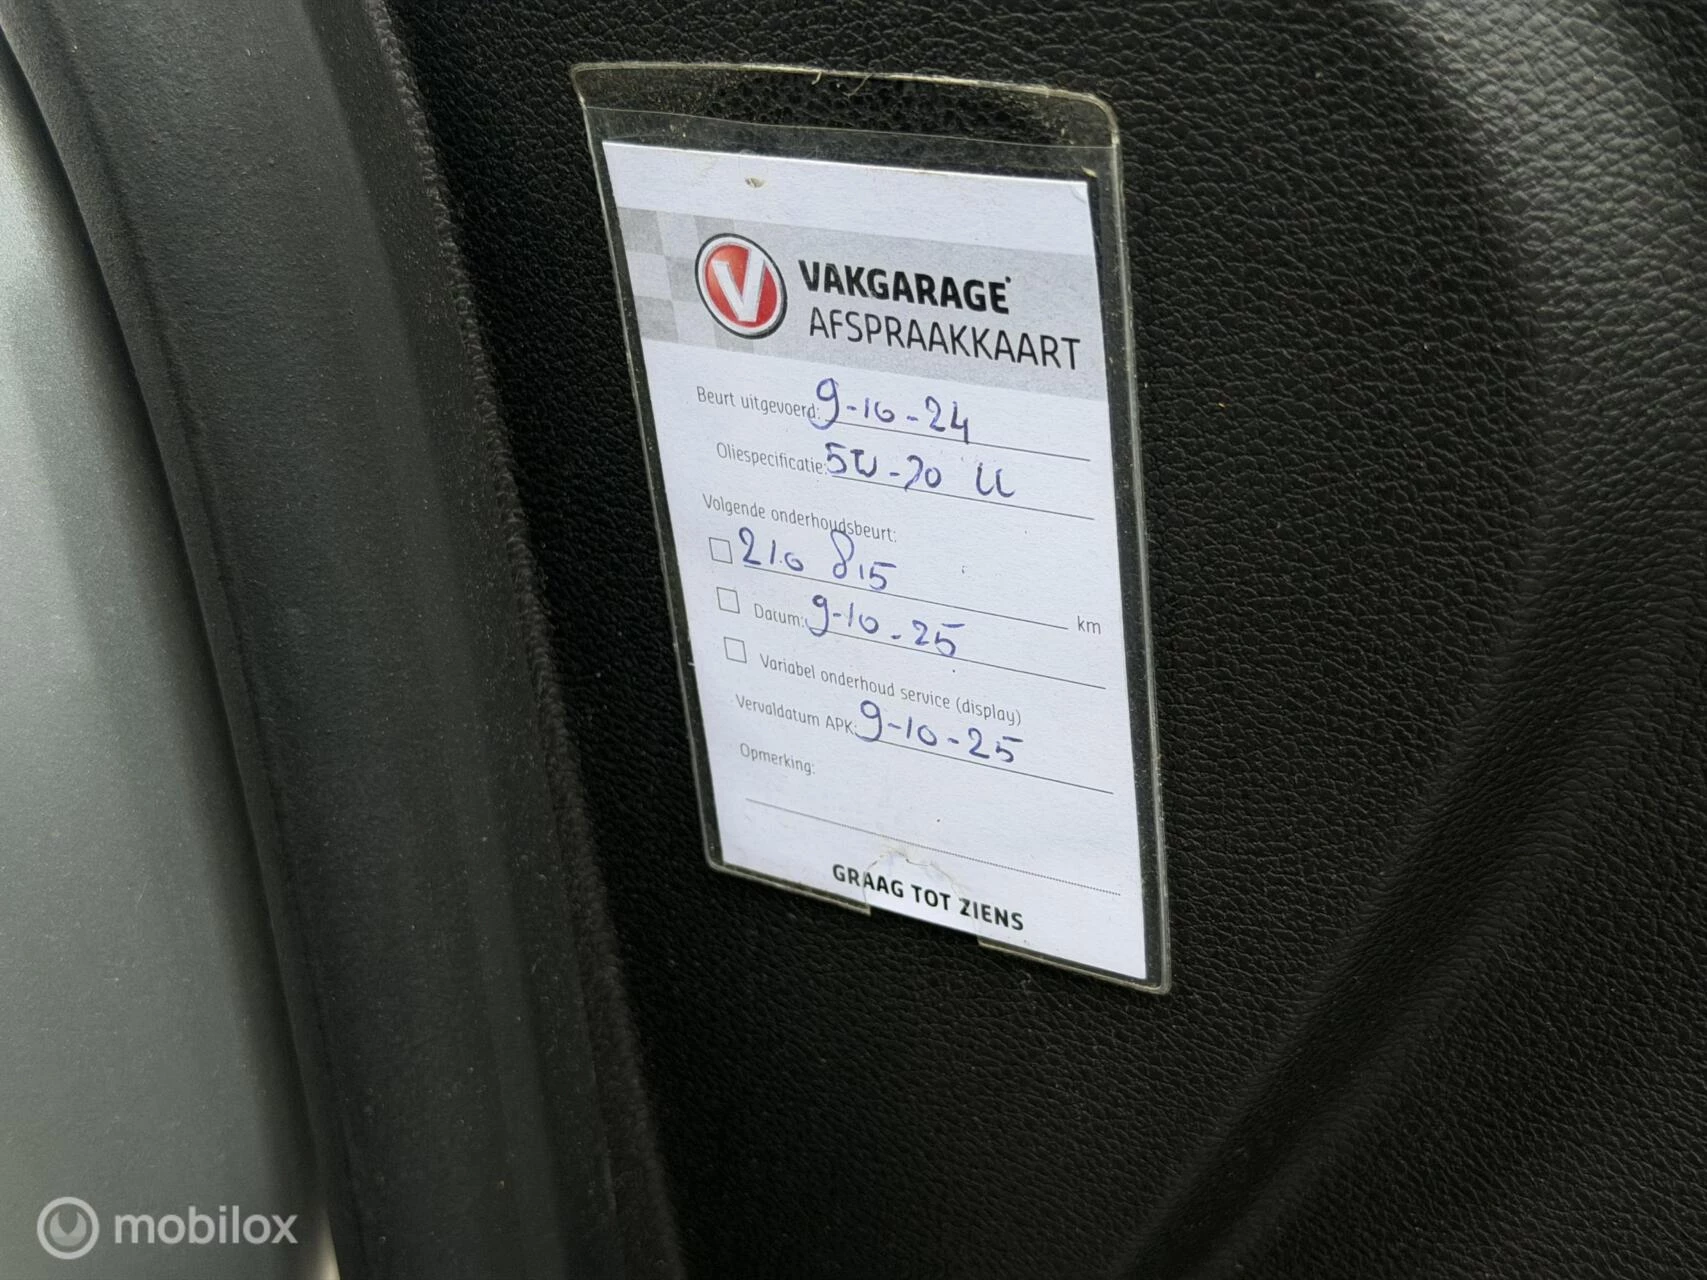 V
VAKGARAGE
AFSPRAAKKAART
Beurt uitgevoerd: 9-10-24
Oliespecificatie: 5W-30 LL
Volgende onderhoudsbeurt:
210 815 km
Datum: 9-10-25
Variabel onderhoud service (display)
Vervaldatum APK: 9-10-25
Opmerking:
GRAAG TOT ZIENS
mobilox